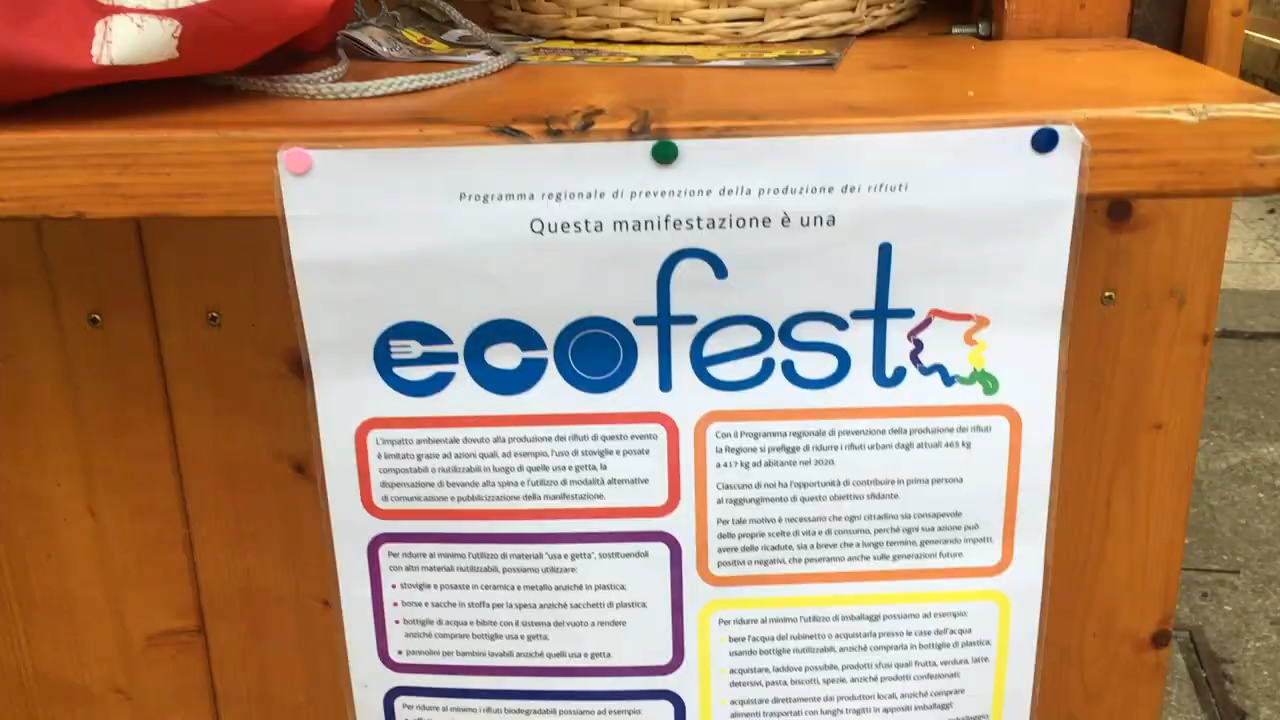 Programma regionale di prevenzione della produzione dei rifiuti
Questa manifestazione è una
ecofest
L'impatto ambientale dovuto alla produzione dei rifiuti di questo evento
è limitato grazie ad azioni quali, ad esempio, l'uso di stoviglie e posate
compostabili o riutilizzabili in luogo di quelle usa e getta, la
dispensazione di bevande alla spina e l'utilizzo di modalità alternative
di comunicazione e pubblicizzazione della manifestazione.
Per ridurre al minimo l'utilizzo di materiali "usa e getta", sostituendoli
con altri materiali riutilizzabili, possiamo utilizzare:
• stoviglie e posaste in ceramica e metallo anziché in plastica;
• borse e sacche in stoffa per la spesa anziché sacchetti di plastica;
• bottiglie di acqua e bibite con il sistema del vuoto a rendere
anziché comprare bottiglie usa e getta;
• pannolini per bambini lavabili anziché quelli usa e getta.
Per ridurre al minimo i rifiuti biodegradabili possiamo ad esempio:
Con il Programma regionale di prevenzione della produzione dei rifiuti
la Regione si prefigge di ridurre i rifiuti urbani dagli attuali 465 kg
a 417 kg ad abitante nel 2020.
Ciascuno di noi ha l'opportunità di contribuire in prima persona
al raggiungimento di questo obiettivo sfidante.
Per tale motivo è necessario che ogni cittadino sia consapevole
delle proprie scelte di vita e di consumo, perché ogni sua azione può
avere delle ricadute, sia a breve che a lungo termine, generando impatti,
positivi o negativi, che peseranno anche sulle generazioni future.
Per ridurre al minimo l'utilizzo di imballaggi possiamo ad esempio:
• bere l'acqua del rubinetto o acquistarla presso le case dell'acqua
usando bottiglie riutilizzabili, anziché comprarla in bottiglie di plastica;
• acquistare, laddove possibile, prodotti sfusi quali frutta, verdura, latte,
detersivi, pasta, biscotti, spezie, anziché prodotti confezionati;
• acquistare direttamente dai produttori locali, anziché comprare
alimenti trasportati con lunghi tragitti in appositi imballaggi;